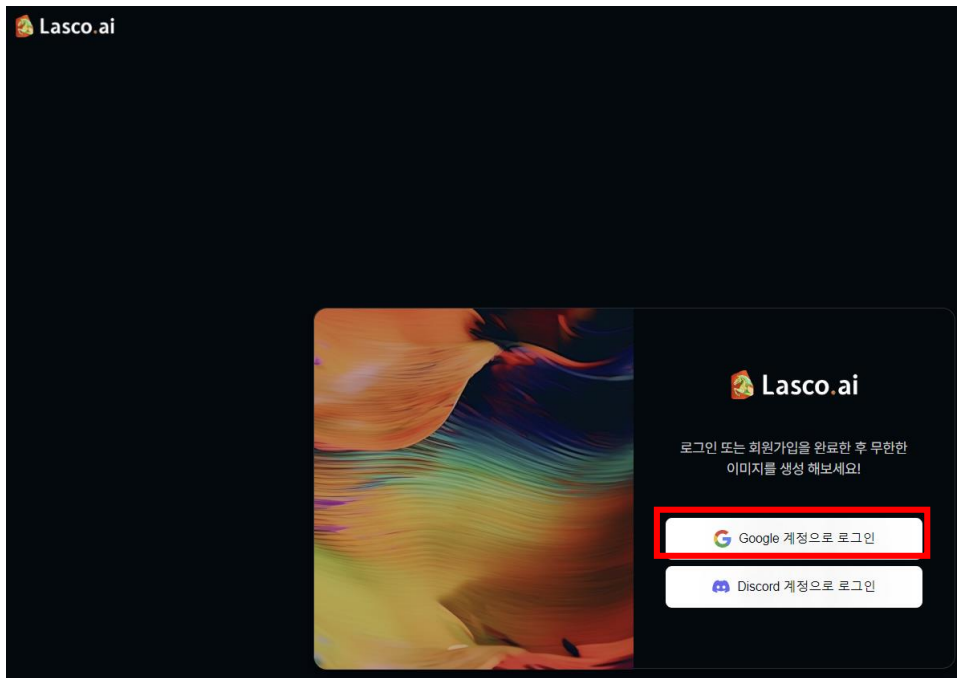 Lasco.ai
Lasco.ai
로그인 또는 회원가입을 완료한 후 무한한
이미지를 생성 해보세요!
Google 계정으로 로그인
Discord 계정으로 로그인